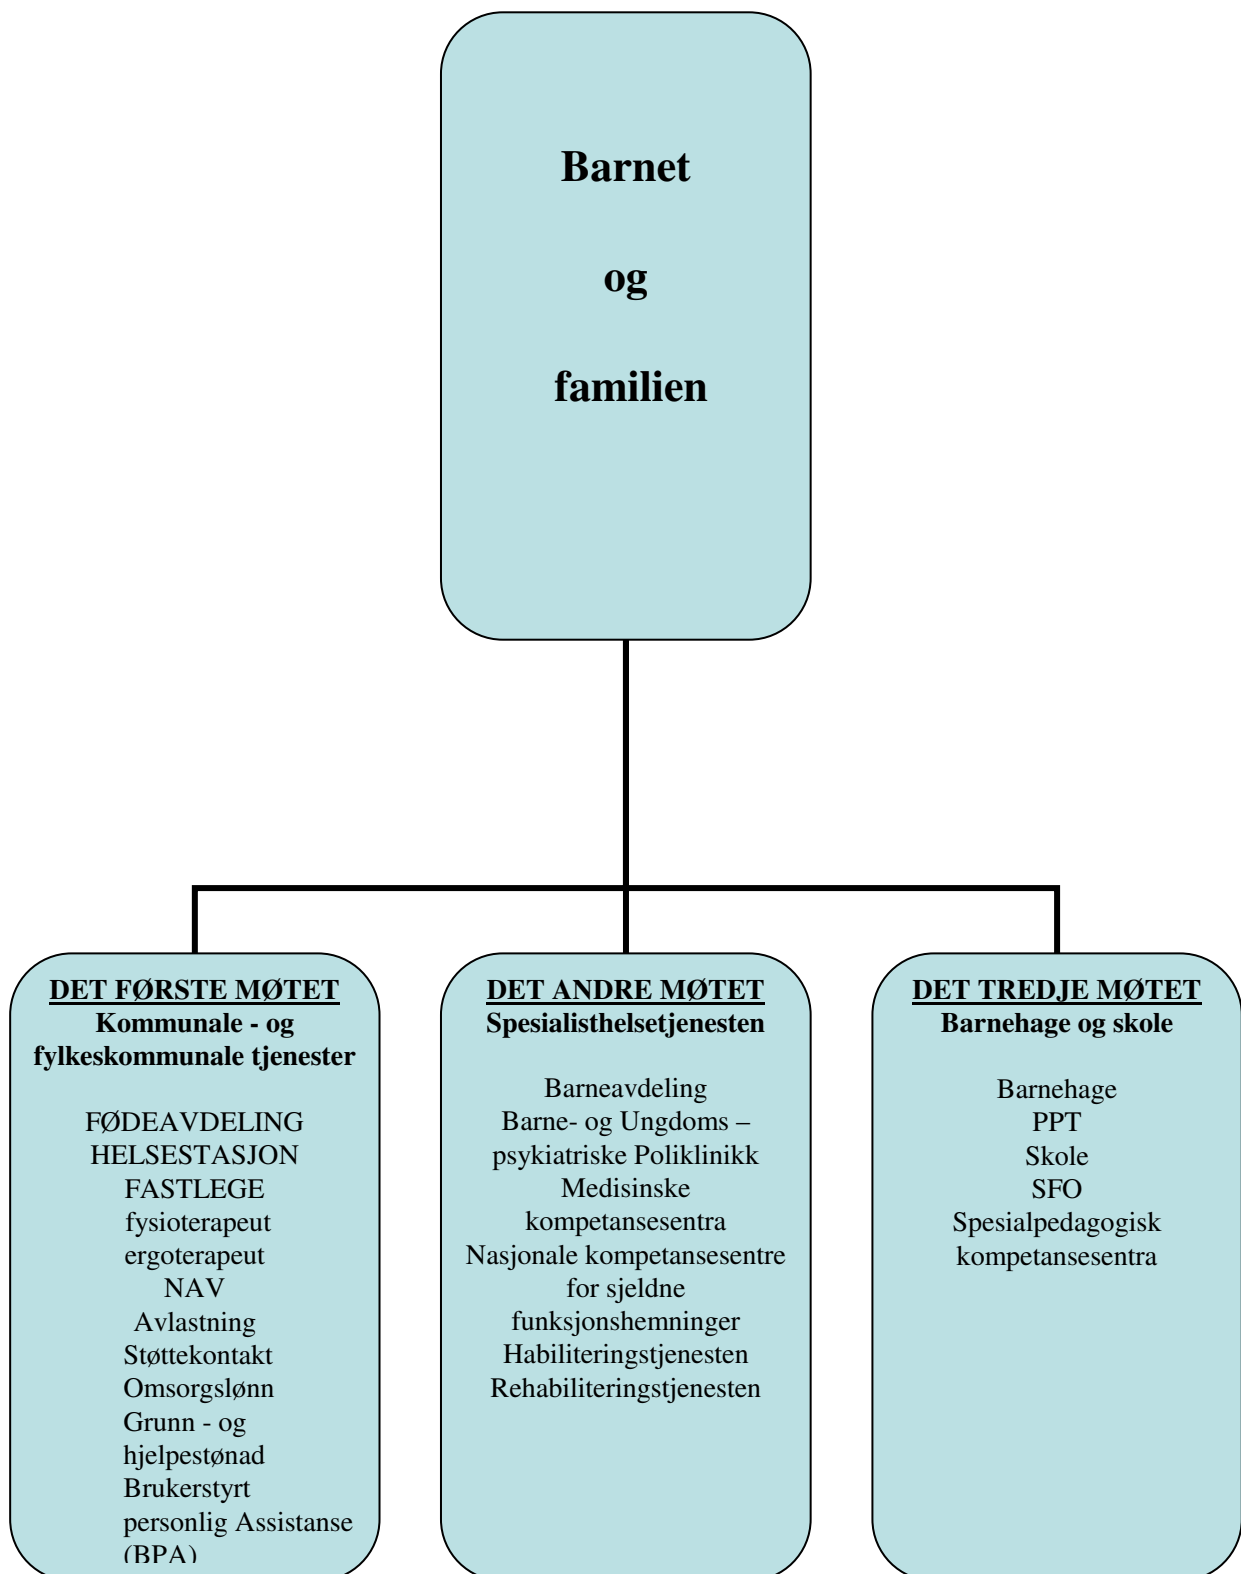 Barnet
og
familien
DET FØRSTE MØTET
Kommunale - og
fylkeskommunale tjenester
FØDEAVDELING
HELSESTASJON
FASTLEGE
fysioterapeut
ergoterapeut
NAV
Avlastning
Støttekontakt
Omsorgslønn
Grunn - og
hjelpestønad
Brukerstyrt
personlig Assistanse
(BPA)
DET ANDRE MØTET
Spesialisthelsetjenesten
Barneavdeling
Barne- og Ungdoms –
psykiatriske Poliklinikk
Medisinske
kompetansesentra
Nasjonale kompetansesentre
for sjeldne
funksjonshemninger
Habiliteringstjenesten
Rehabiliteringstjenesten
DET TREDJE MØTET
Barnehage og skole
Barnehage
PPT
Skole
SFO
Spesialpedagogisk
kompetansesentra